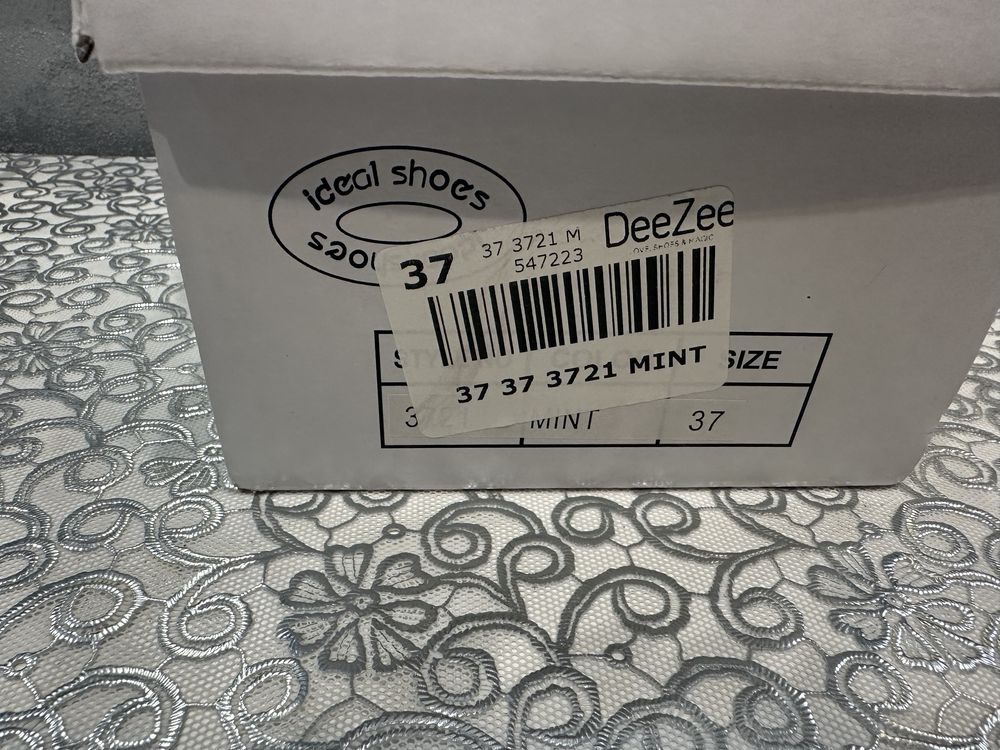 ideal shoes
37
37 3721 M
547223
DeeZee
37 37 3721 MINT
SIZE
MINT
37